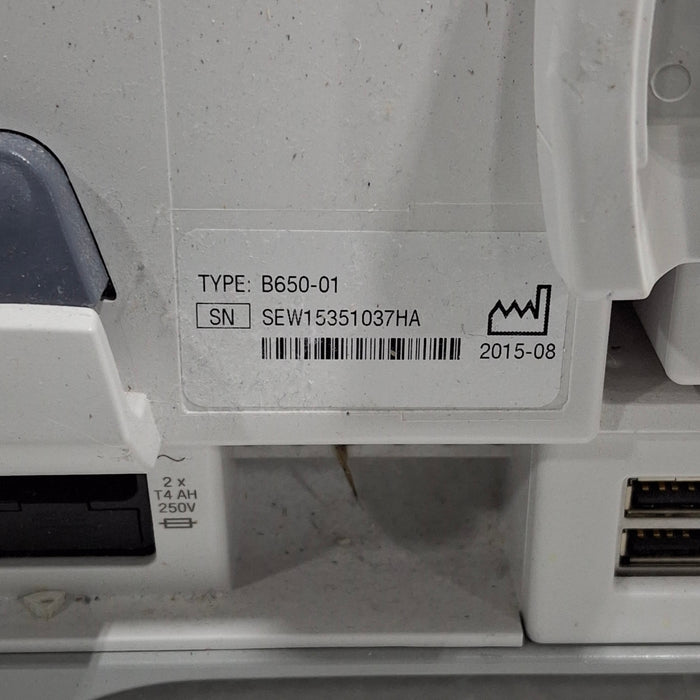 TYPE: B650-01
SN SEW15351037HA
2015-08
2 x
T4 AH
250V